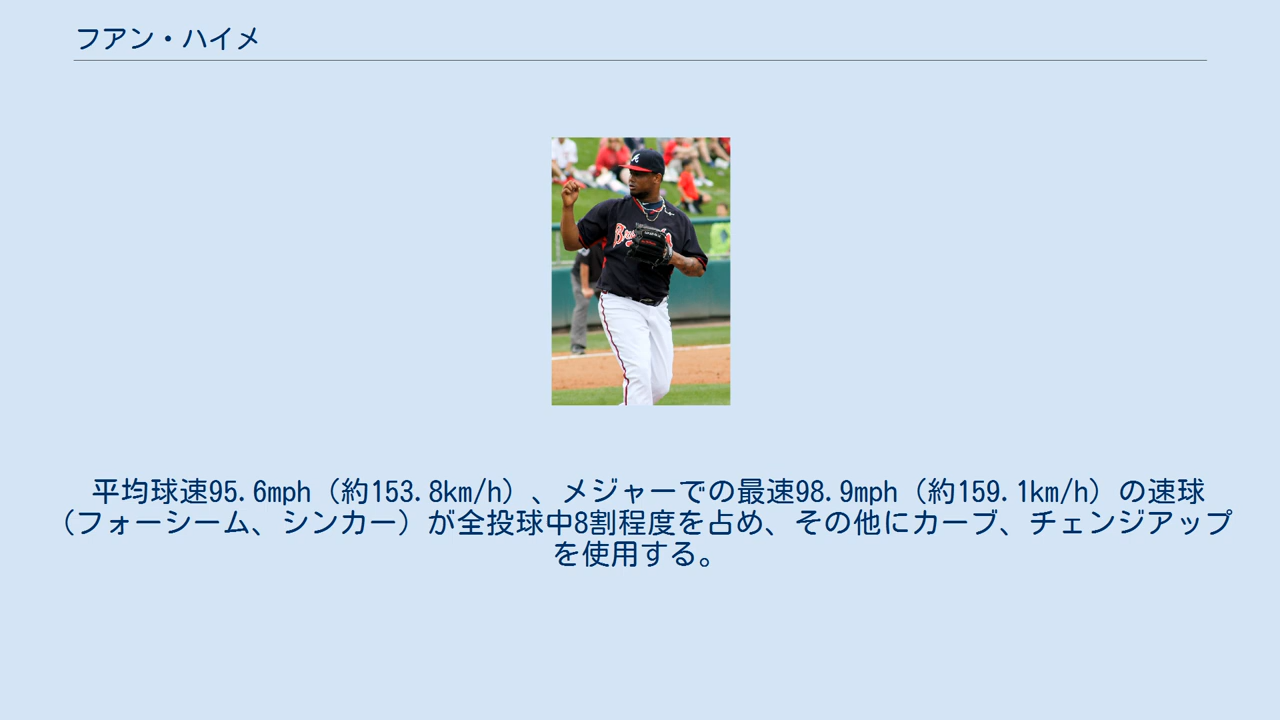 フアン・ハイメ
平均球速95.6mph（約153.8km/h）、メジャーでの最速98.9mph（約159.1km/h）の速球
（フォーシーム、シンカー）が全投球中8割程度を占め、その他にカーブ、チェンジアップ
を使用する。